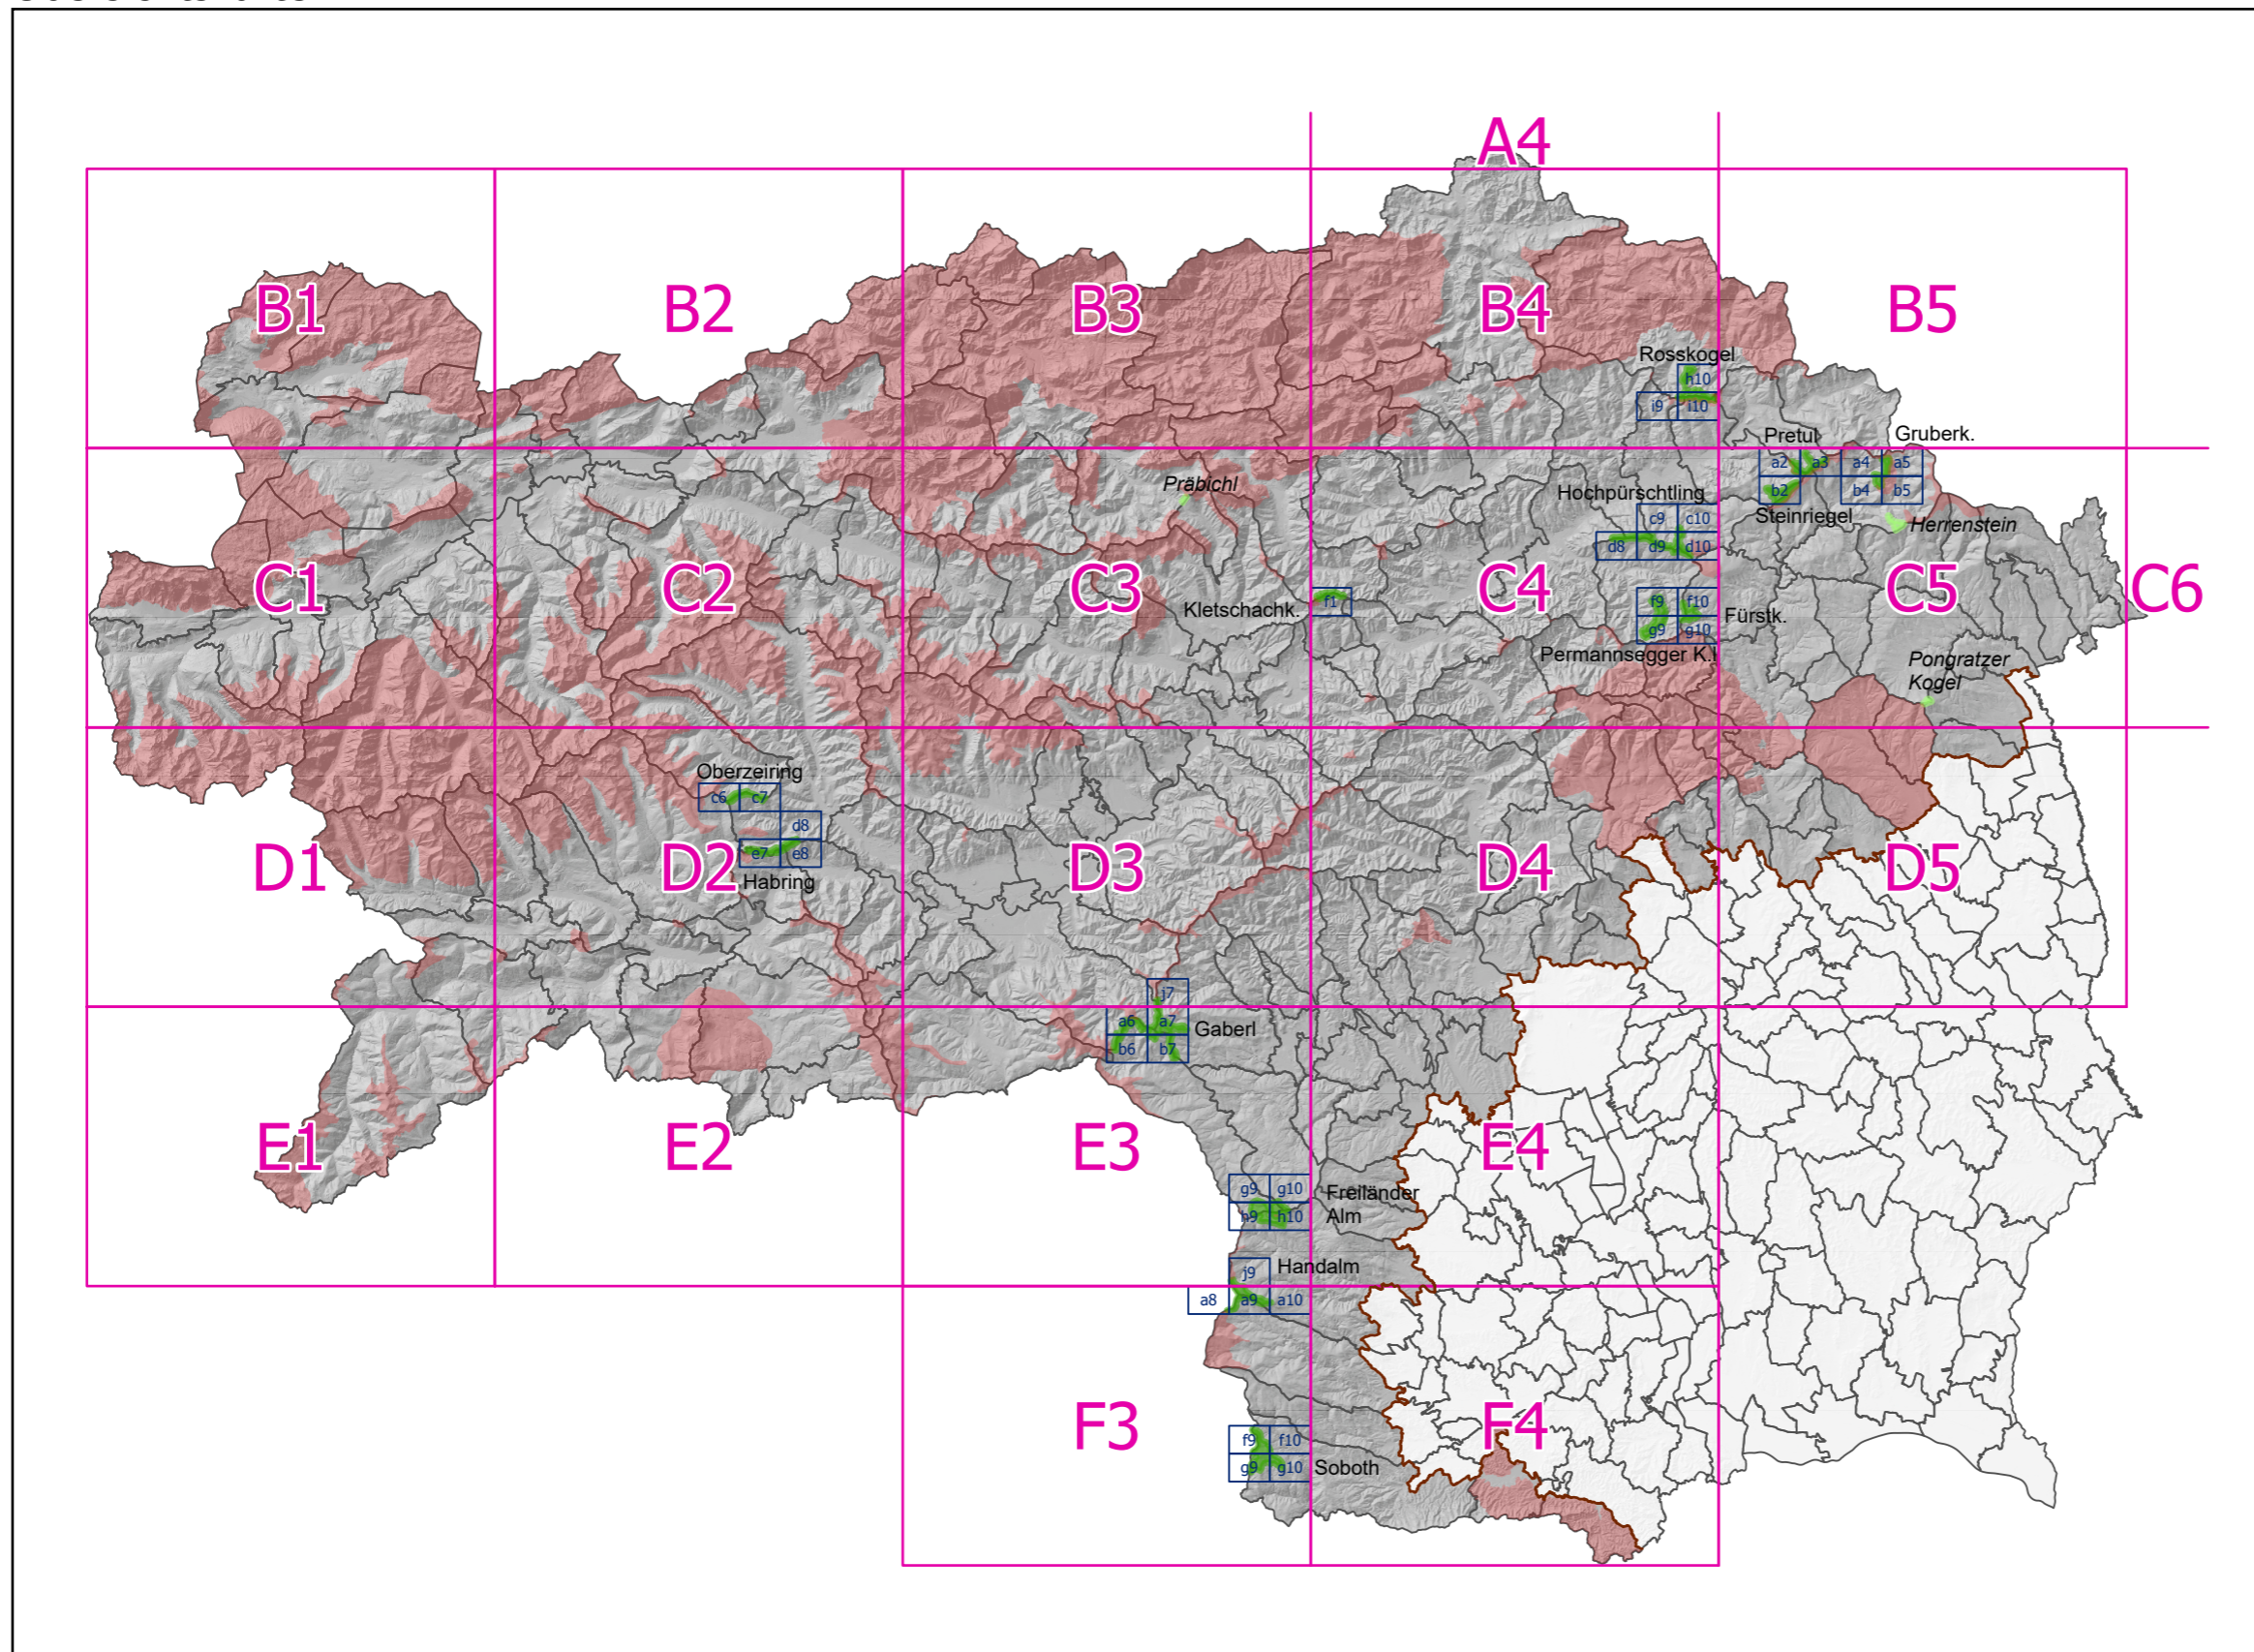 A4
B1
B2
B3
B4
B5
Rosskogel
h10
i9
i10
Pretul
Gruberk.
a2
a3
a4
a5
b2
b4
b5
Steinriegel
Herrenstein
Präbichl
Hochpürschtling
c9
c10
d8
d9
d10
C1
C2
C3
C4
C5
C6
Kletschachk.
f1
f9
f10
g9
g10
Fürstk.
Permannsegger K.
Pongratzer
Kogel
Oberzeiring
c6
c7
d8
e7
e8
Habring
D1
D2
D3
D4
D5
j7
a6
a7
b6
b7
Gaberl
E1
E2
E3
E4
g9
g10
h9
h10
Freiländer
Alm
j9
Handalm
a8
a9
a10
F3
F4
f9
f10
g9
g10
Soboth